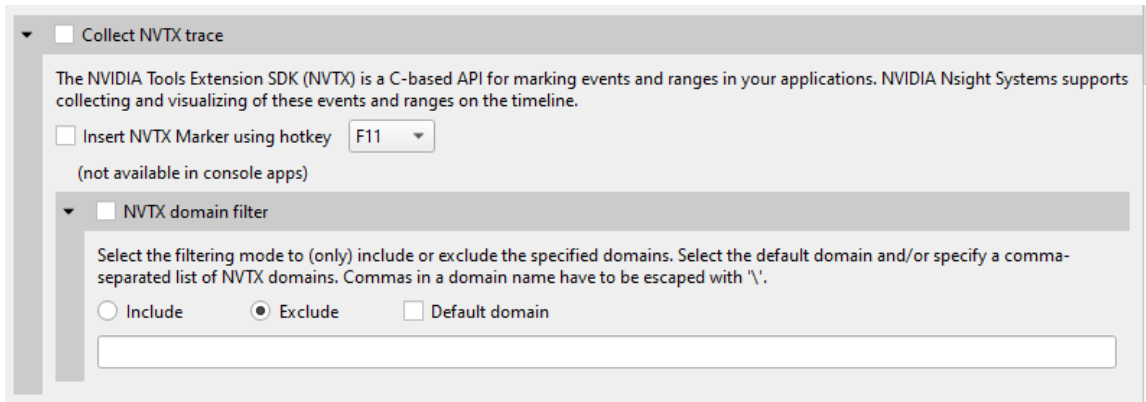 Collect NVTX trace
The NVIDIA Tools Extension SDK (NVTX) is a C-based API for marking events and ranges in your applications. NVIDIA Nsight Systems supports
collecting and visualizing of these events and ranges on the timeline.
Insert NVTX Marker using hotkey F11
(not available in console apps)
NVTX domain filter
Select the filtering mode to (only) include or exclude the specified domains. Select the default domain and/or specify a comma-
separated list of NVTX domains. Commas in a domain name have to be escaped with '\'.
Include Exclude Default domain